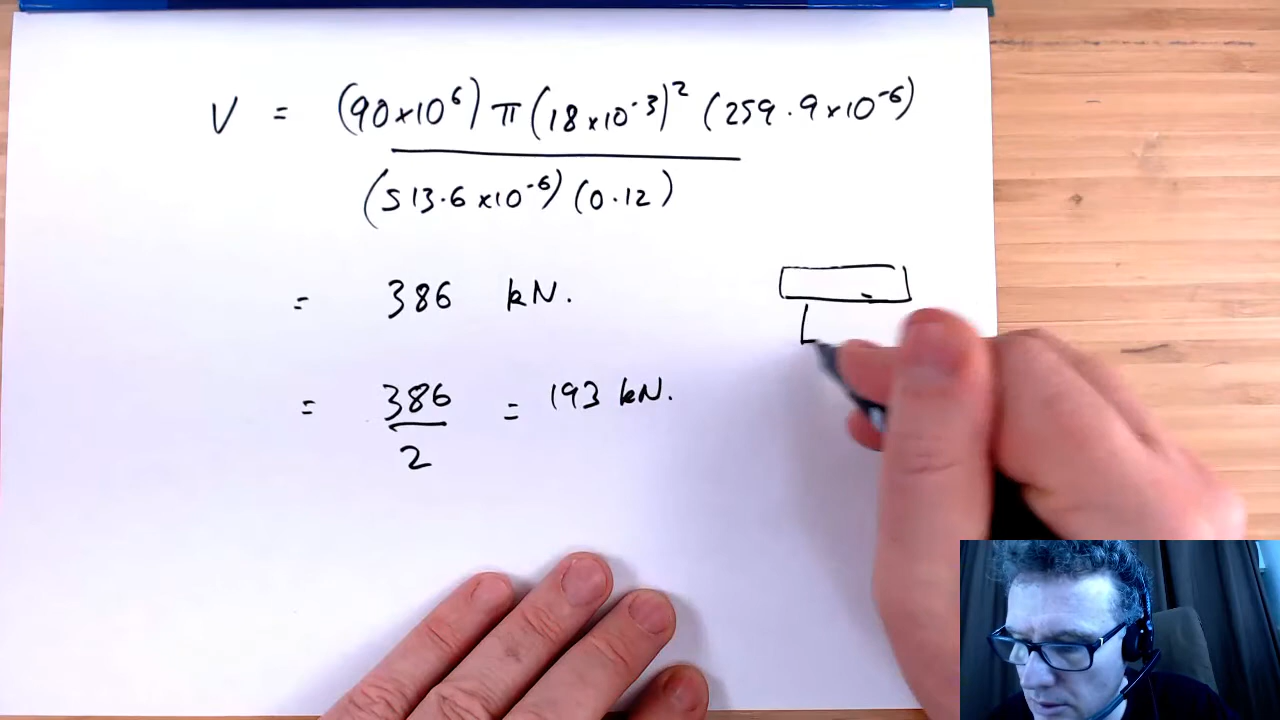 V = (90×10⁶) π (18×10⁻³)² (259.9×10⁻⁶)
(513.6×10⁻⁶) (0.12)
= 386 kN.
= 386/2 = 193 kN.